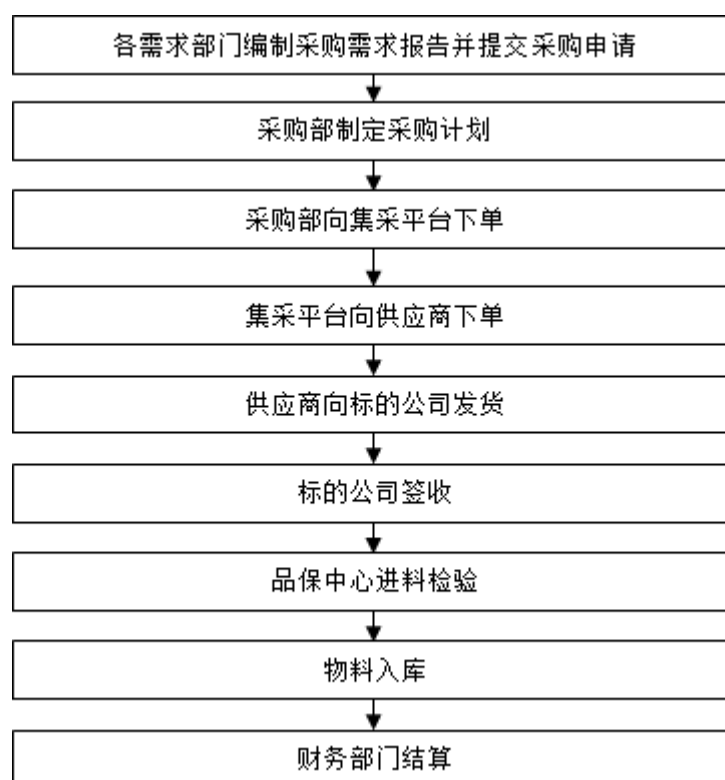 各需求部门编制采购需求报告并提交采购申请
采购部制定采购计划
采购部向集采平台下单
集采平台向供应商下单
供应商向标的公司发货
标的公司签收
品保中心进料检验
物料入库
财务部门结算